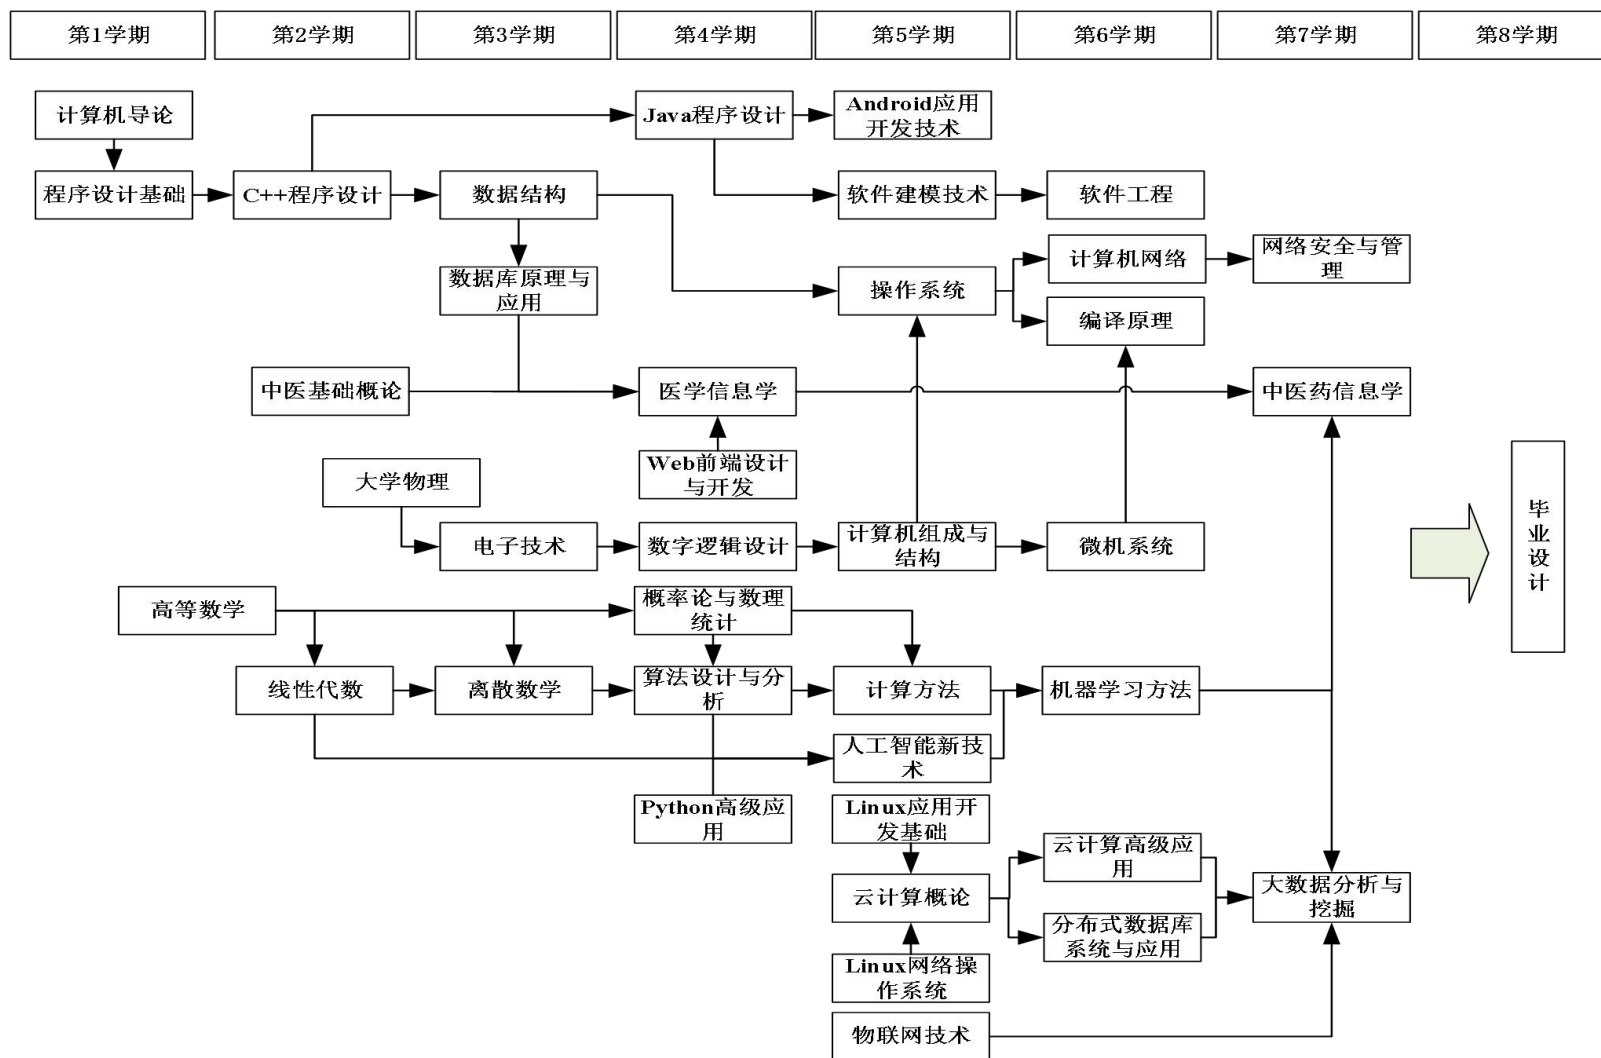 第1学期
第2学期
第3学期
第4学期
第5学期
第6学期
第7学期
第8学期
计算机导论
Java程序设计
Android应用
开发技术
程序设计基础
C++程序设计
数据结构
软件建模技术
软件工程
数据库原理与
应用
操作系统
计算机网络
网络安全与管
理
编译原理
中医基础概论
医学信息学
中医药信息学
Web前端设计
与开发
大学物理
电子技术
数字逻辑设计
计算机组成与
结构
微机系统
毕业设计
高等数学
概率论与数理
统计
线性代数
离散数学
算法设计与分
析
计算方法
机器学习方法
人工智能新技
术
Python高级应
用
Linux应用开
发基础
云计算高级应
用
云计算概论
大数据分析与
挖掘
分布式数据库
系统与应用
Linux网络操
作系统
物联网技术